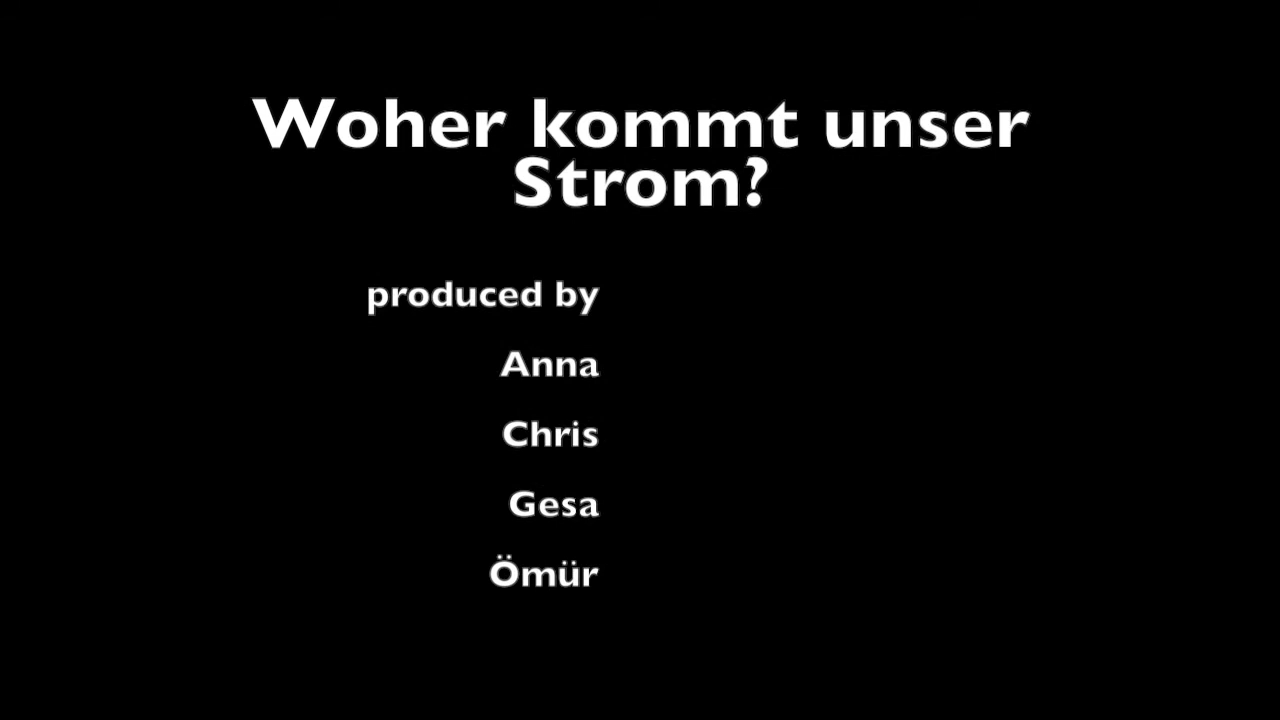 Woher kommt unser
Strom?
produced by
Anna
Chris
Gesa
Ömür